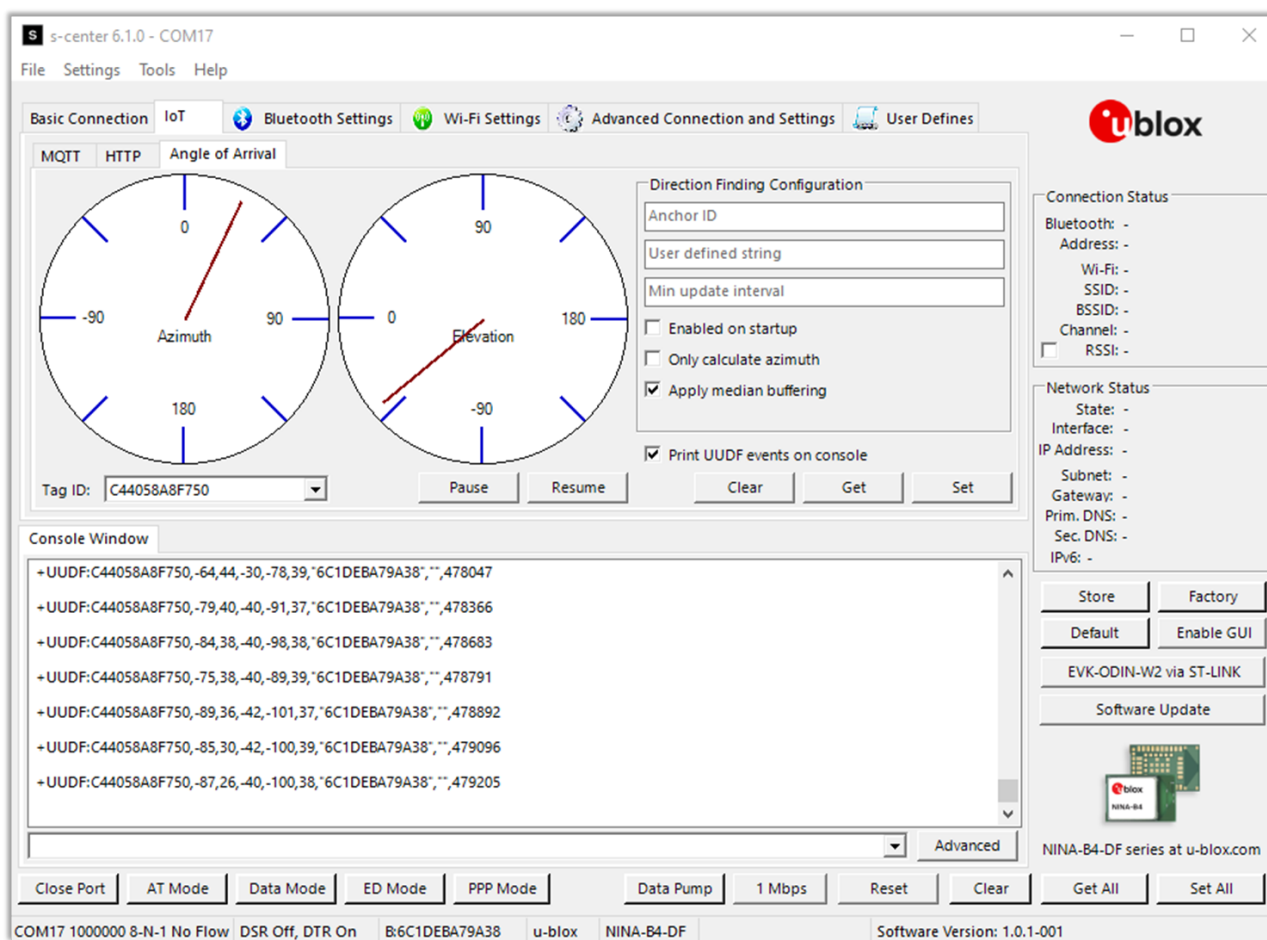 s-center 6.1.0 - COM17
File Settings Tools Help
Basic Connection IoT Bluetooth Settings Wi-Fi Settings Advanced Connection and Settings User Defines
MQTT HTTP Angle of Arrival
0
-90 90
Azimuth
180
90
0 180
Elevation
-90
Direction Finding Configuration
Anchor ID
User defined string
Min update interval
Enabled on startup
Only calculate azimuth
Apply median buffering
Print UUDF events on console
Tag ID: C44058A8F750 Pause Resume Clear Get Set
Console Window
+UUDF:C44058A8F750,-64,44,-30,-78,39,"6C1DEBA79A38","",478047
+UUDF:C44058A8F750,-79,40,-40,-91,37,"6C1DEBA79A38","",478366
+UUDF:C44058A8F750,-84,38,-40,-98,38,"6C1DEBA79A38","",478683
+UUDF:C44058A8F750,-75,38,-40,-89,39,"6C1DEBA79A38","",478791
+UUDF:C44058A8F750,-89,36,-42,-101,37,"6C1DEBA79A38","",478892
+UUDF:C44058A8F750,-85,30,-42,-100,39,"6C1DEBA79A38","",479096
+UUDF:C44058A8F750,-87,26,-40,-100,38,"6C1DEBA79A38","",479205
Advanced
ublox
Connection Status
Bluetooth: -
Address: -
Wi-Fi: -
SSID: -
BSSID: -
Channel: -
RSSI: -
Network Status
State: -
Interface: -
IP Address: -
Subnet: -
Gateway: -
Prim. DNS: -
Sec. DNS: -
IPv6: -
Store Factory
Default Enable GUI
EVK-ODIN-W2 via ST-LINK
Software Update
ublox
NINA-B4
NINA-B4-DF series at u-blox.com
Close Port AT Mode Data Mode ED Mode PPP Mode Data Pump 1 Mbps Reset Clear Get All Set All
COM17 1000000 8-N-1 No Flow DSR Off, DTR On B:6C1DEBA79A38 u-blox NINA-B4-DF Software Version: 1.0.1-001